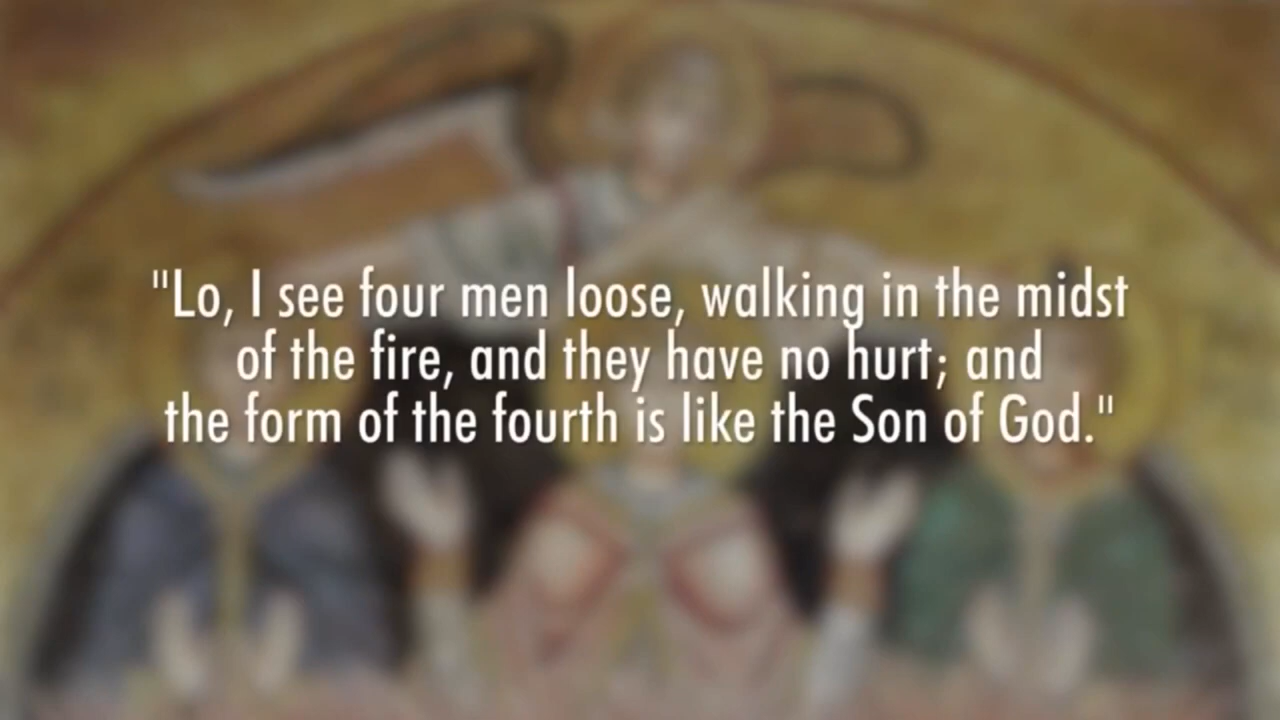 "Lo, I see four men loose, walking in the midst
of the fire, and they have no hurt; and
the form of the fourth is like the Son of God."